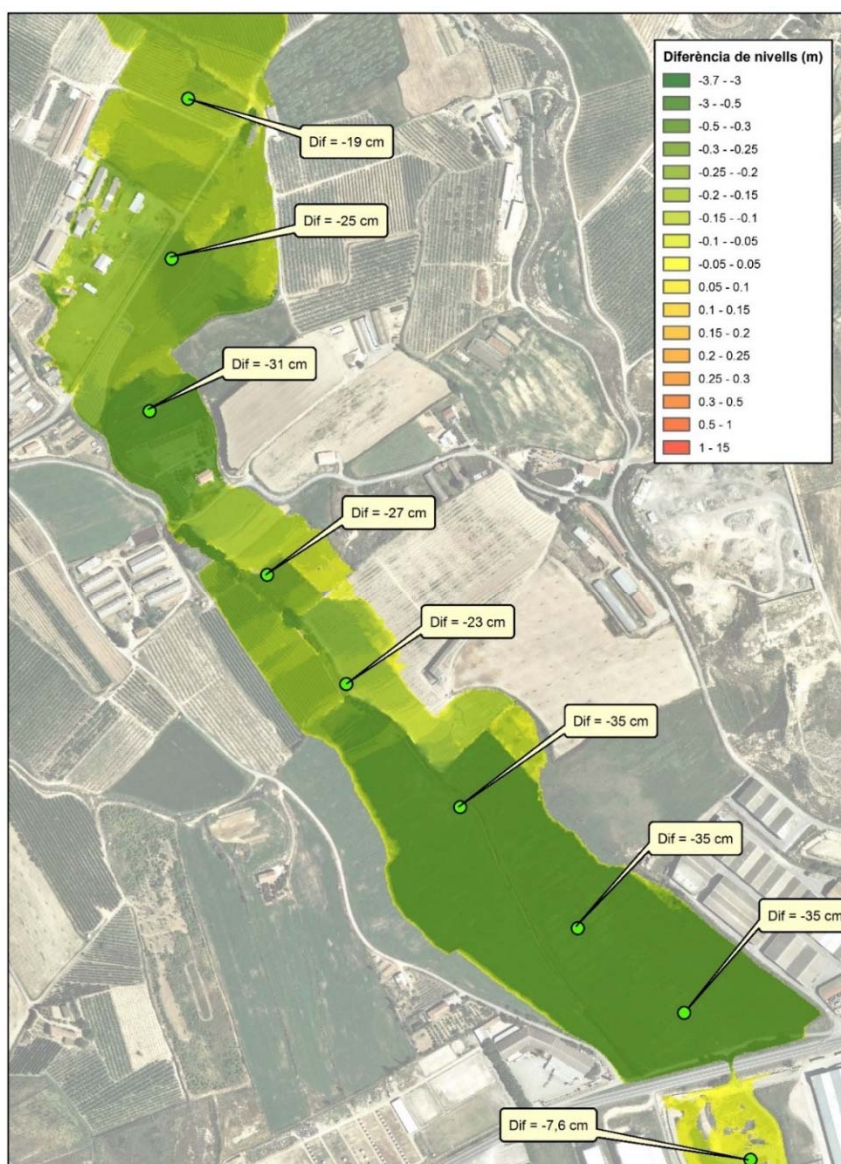 Diferència de nivells (m)
-3.7 - -3
-3 - -0.5
-0.5 - -0.3
-0.3 - -0.25
-0.25 - -0.2
-0.2 - -0.15
-0.15 - -0.1
-0.1 - -0.05
-0.05 - 0.05
0.05 - 0.1
0.1 - 0.15
0.15 - 0.2
0.2 - 0.25
0.25 - 0.3
0.3 - 0.5
0.5 - 1
1 - 15
Dif = -19 cm
Dif = -25 cm
Dif = -31 cm
Dif = -27 cm
Dif = -23 cm
Dif = -35 cm
Dif = -35 cm
Dif = -35 cm
Dif = -7,6 cm